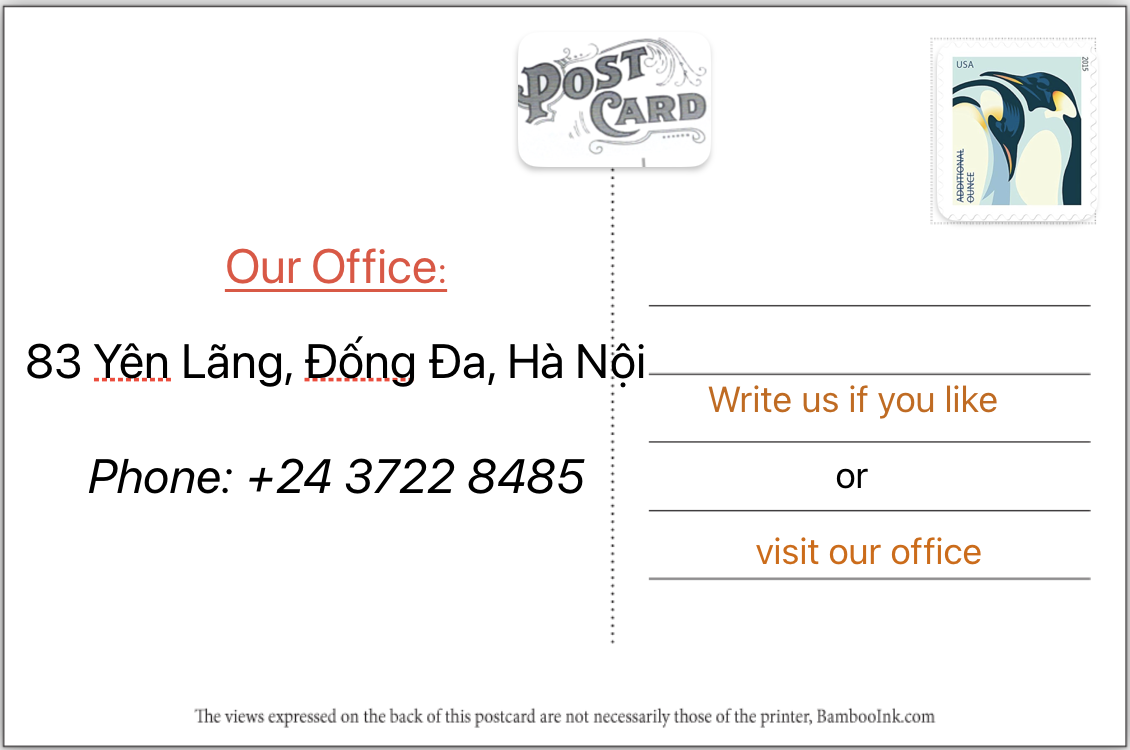 POST
CARD
USA
2015
ADDITIONAL
OUNCE
Our Office:
83 Yên Lãng, Đống Đa, Hà Nội
Phone: +24 3722 8485
Write us if you like
or
visit our office
The views expressed on the back of this postcard are not necessarily those of the printer, BambooInk.com